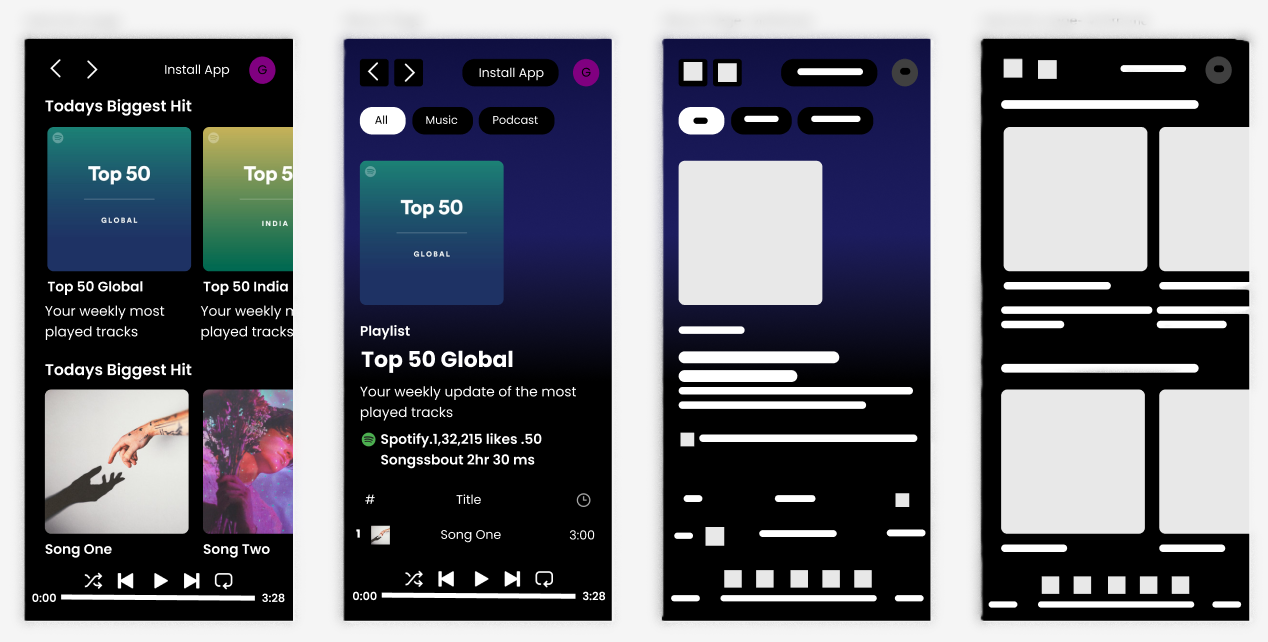 Install App
G
Todays Biggest Hit
Top 50
GLOBAL
Top 5
INDIA
Top 50 Global
Top 50 India
Your weekly most
played tracks
Your weekly
played tracks
Todays Biggest Hit
Song One
Song Two
0:00
3:28
Install App
G
All
Music
Podcast
Top 50
GLOBAL
Playlist
Top 50 Global
Your weekly update of the most
played tracks
Spotify.1,32,215 likes .50
Songssbout 2hr 30 ms
#
Title
1
Song One
3:00
0:00
3:28